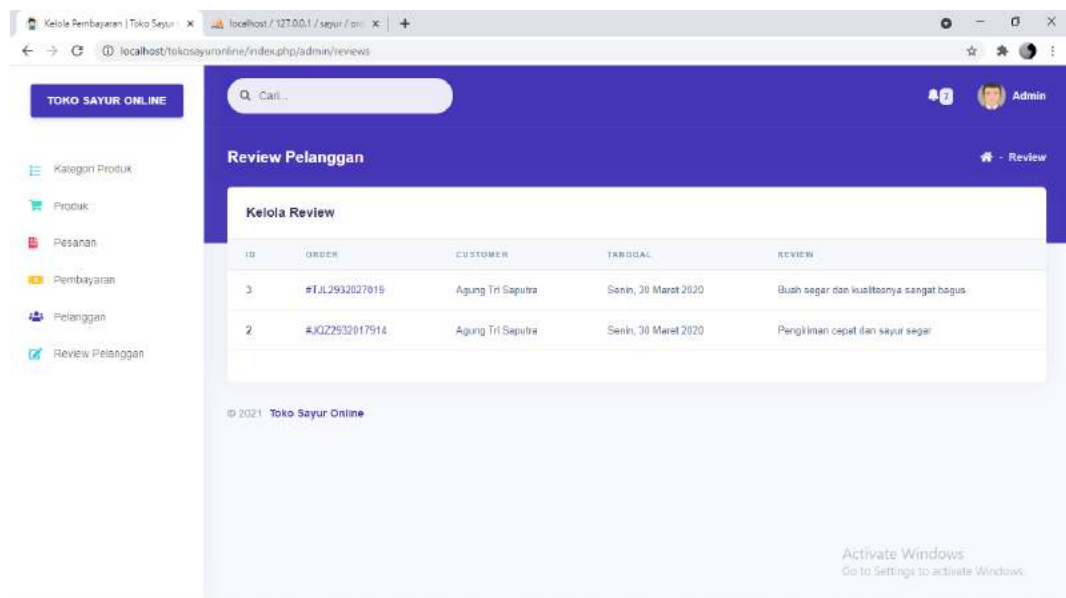 Kelola Pembayaran | Toko Sayur
localhost / 127.0.0.1 / sayur / or
localhost/tokosayuronline/index.php/admin/reviews
TOKO SAYUR ONLINE
Cari...
7
Admin
Kategori Produk
Produk
Pesanan
Pembayaran
Pelanggan
Review Pelanggan
Review Pelanggan
- Review
Kelola Review
ID ORDER CUSTOMER TANGGAL REVIEW
3 #TJL2932027019 Agung Tri Saputra Senin, 30 Maret 2020 Buah segar dan kualitasnya sangat bagus
2 #JQZ2932017914 Agung Tri Saputra Senin, 30 Maret 2020 Pengiriman cepat dan sayur segar
© 2021 Toko Sayur Online
Activate Windows
Go to Settings to activate Windows.